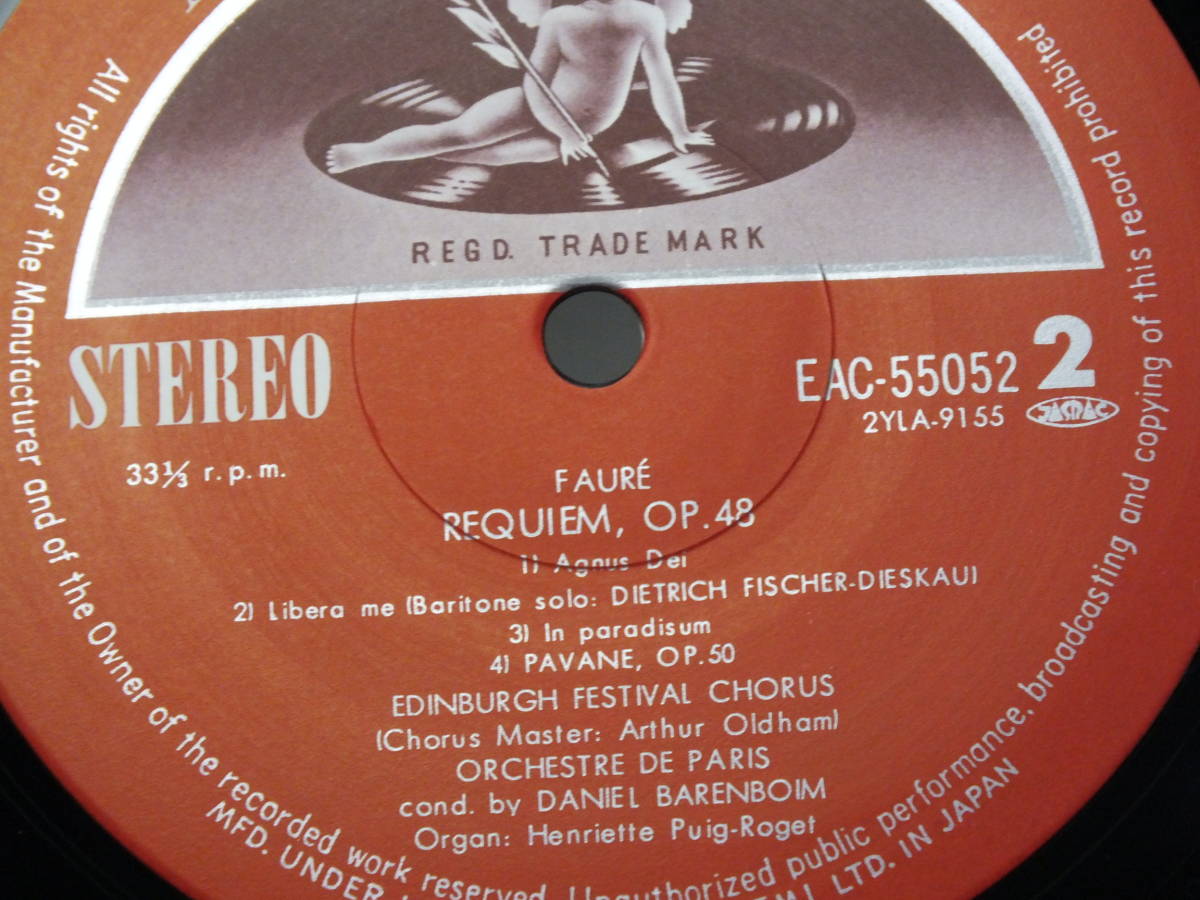 REGD. TRADE MARK
STEREO
33⅓ r.p.m.
EAC-55052 2
2YLA-9155
JASRAC
FAURÉ
REQUIEM, OP.48
1) Agnus Dei
2) Libera me (Baritone solo: DIETRICH FISCHER-DIESKAU)
3) In paradisum
4) PAVANE, OP.50
EDINBURGH FESTIVAL CHORUS
(Chorus Master: Arthur Oldham)
ORCHESTRE DE PARIS
cond. by DANIEL BARENBOIM
Organ: Henriette Puig-Roget
All rights of the Manufacturer and of the Owner of the recorded work reserved. Unauthorized public performance, broadcasting and copying of this record prohibited
MFD. UNDER EMI LTD. IN JAPAN